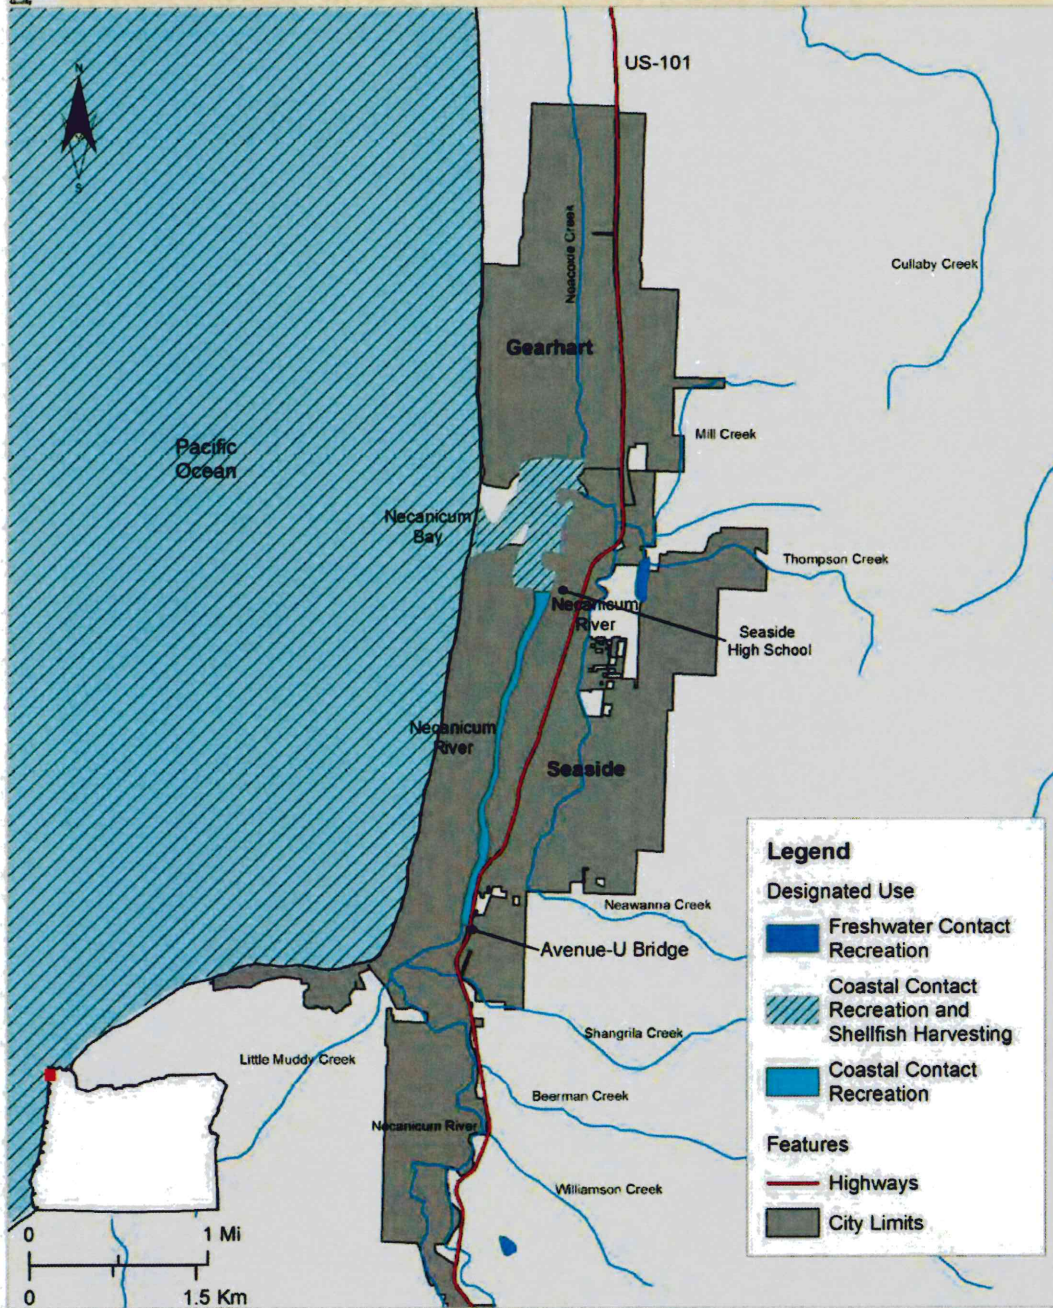 N
S
US-101
Neacoxie Creek
Cullaby Creek
Gearhart
Mill Creek
Pacific
Ocean
Necanicum
Bay
Thompson Creek
Necanicum
River
Seaside
High School
Necanicum
River
Seaside
Neawanna Creek
Avenue-U Bridge
Shangrila Creek
Little Muddy Creek
Beerman Creek
Necanicum River
Williamson Creek
Legend
Designated Use
Freshwater Contact
Recreation
Coastal Contact
Recreation and
Shellfish Harvesting
Coastal Contact
Recreation
Features
Highways
City Limits
0 1 Mi
0 1.5 Km